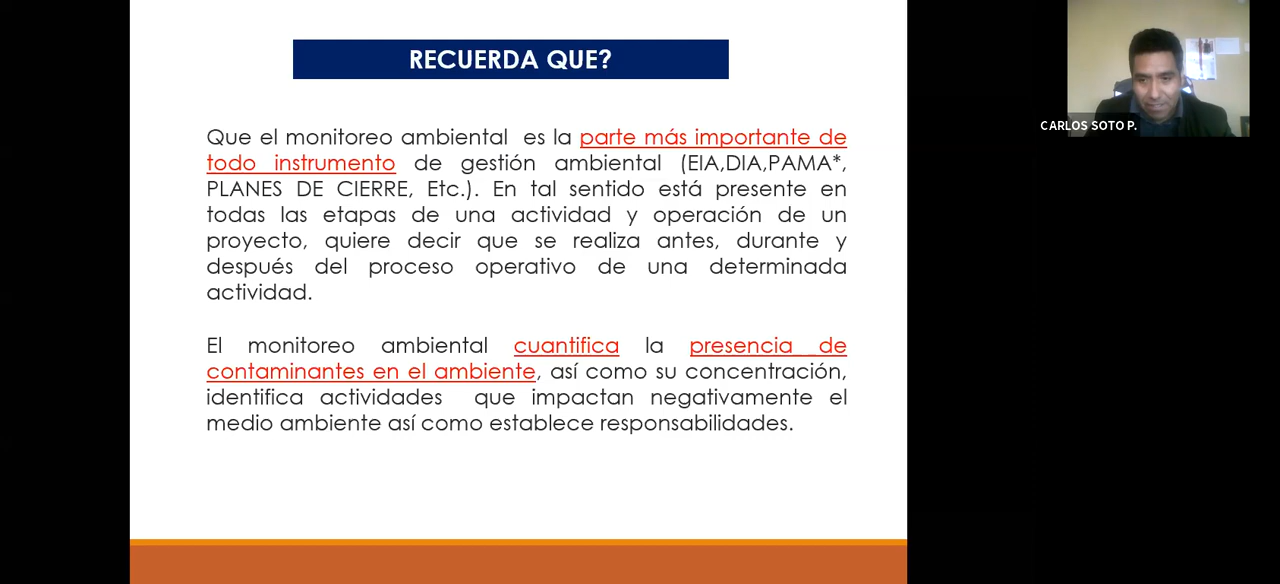 RECUERDA QUE?
CARLOS SOTO P.
Que el monitoreo ambiental es la parte más importante de
todo instrumento de gestión ambiental (EIA,DIA,PAMA*,
PLANES DE CIERRE, Etc.). En tal sentido está presente en
todas las etapas de una actividad y operación de un
proyecto, quiere decir que se realiza antes, durante y
después del proceso operativo de una determinada
actividad.
El monitoreo ambiental cuantifica la presencia de
contaminantes en el ambiente, así como su concentración,
identifica actividades que impactan negativamente el
medio ambiente así como establece responsabilidades.